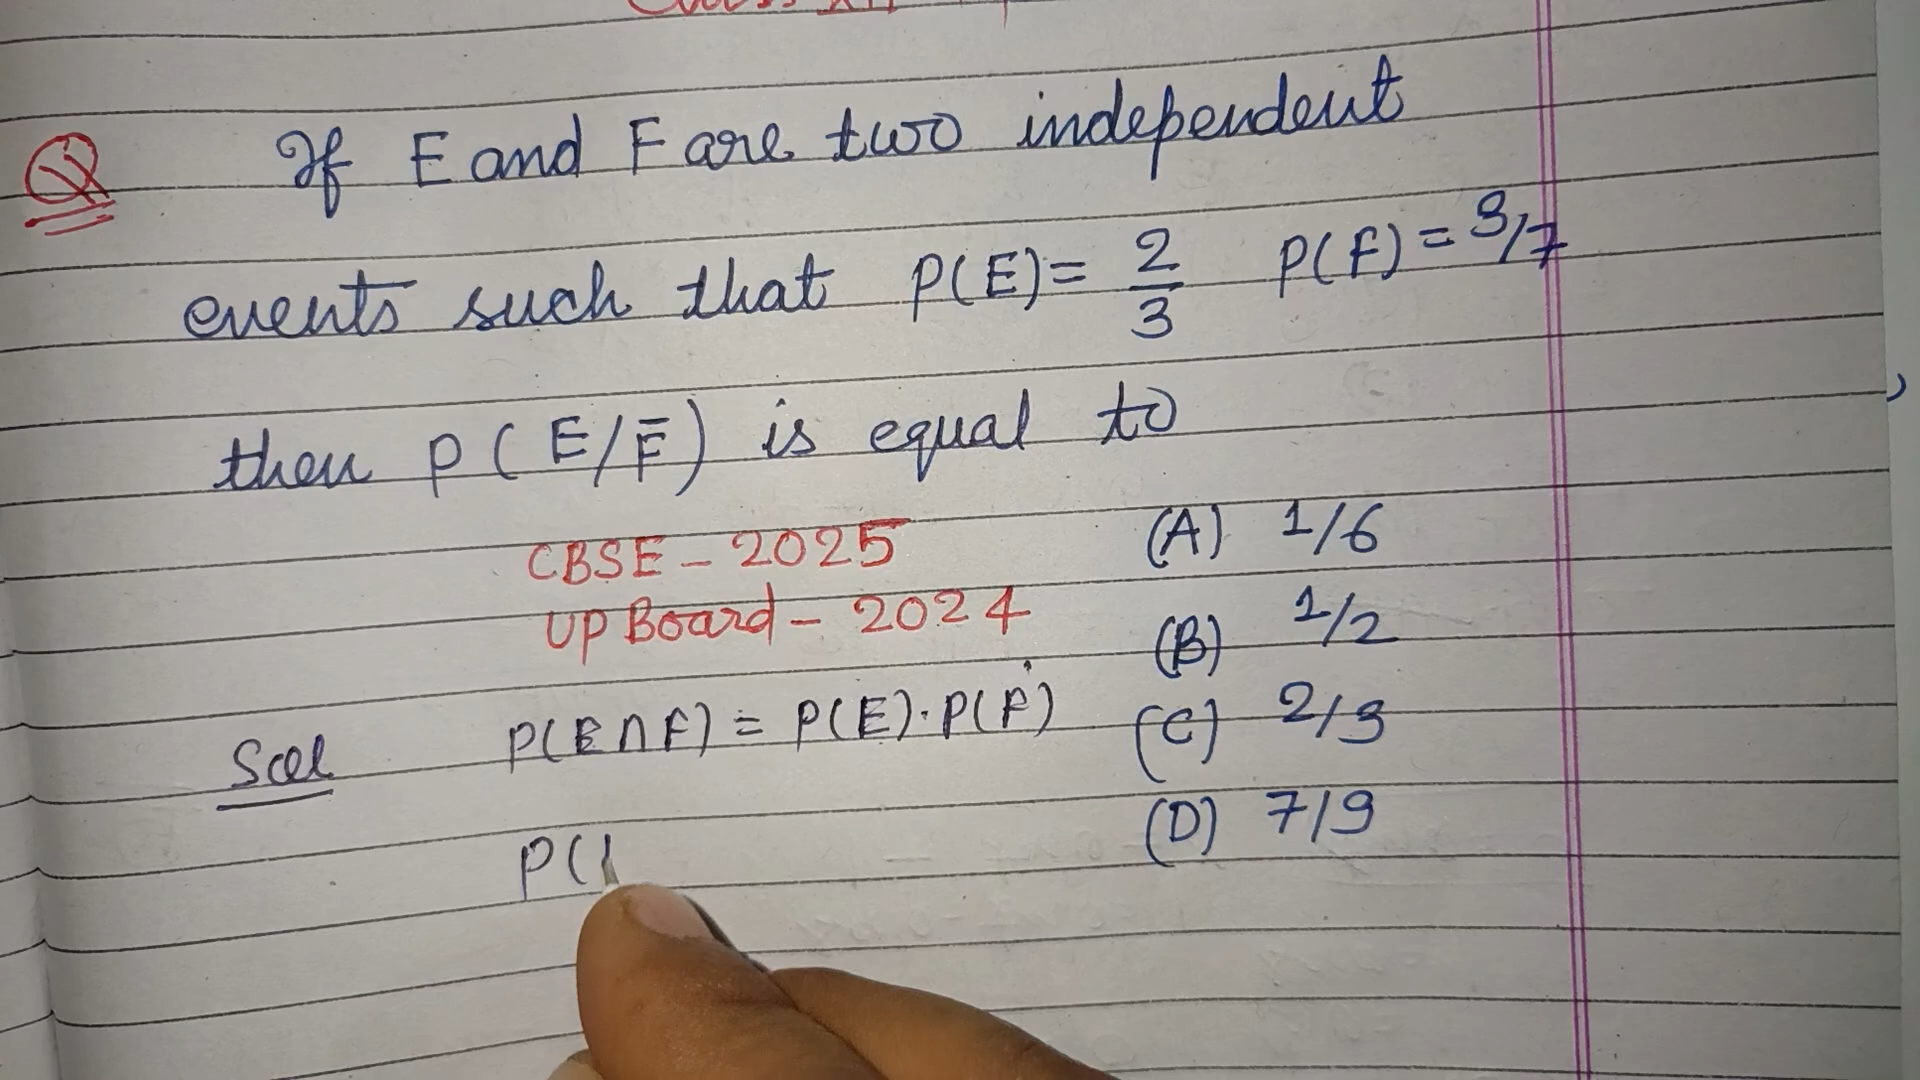 Q If E and F are two independent
events such that P(E) = 2/3 P(F) = 3/7
then P(E/F̄) is equal to
CBSE - 2025
UP Board - 2024
(A) 1/6
(B) 1/2
(C) 2/3
(D) 7/9
Sol P(E∩F) = P(E)·P(F)
P(